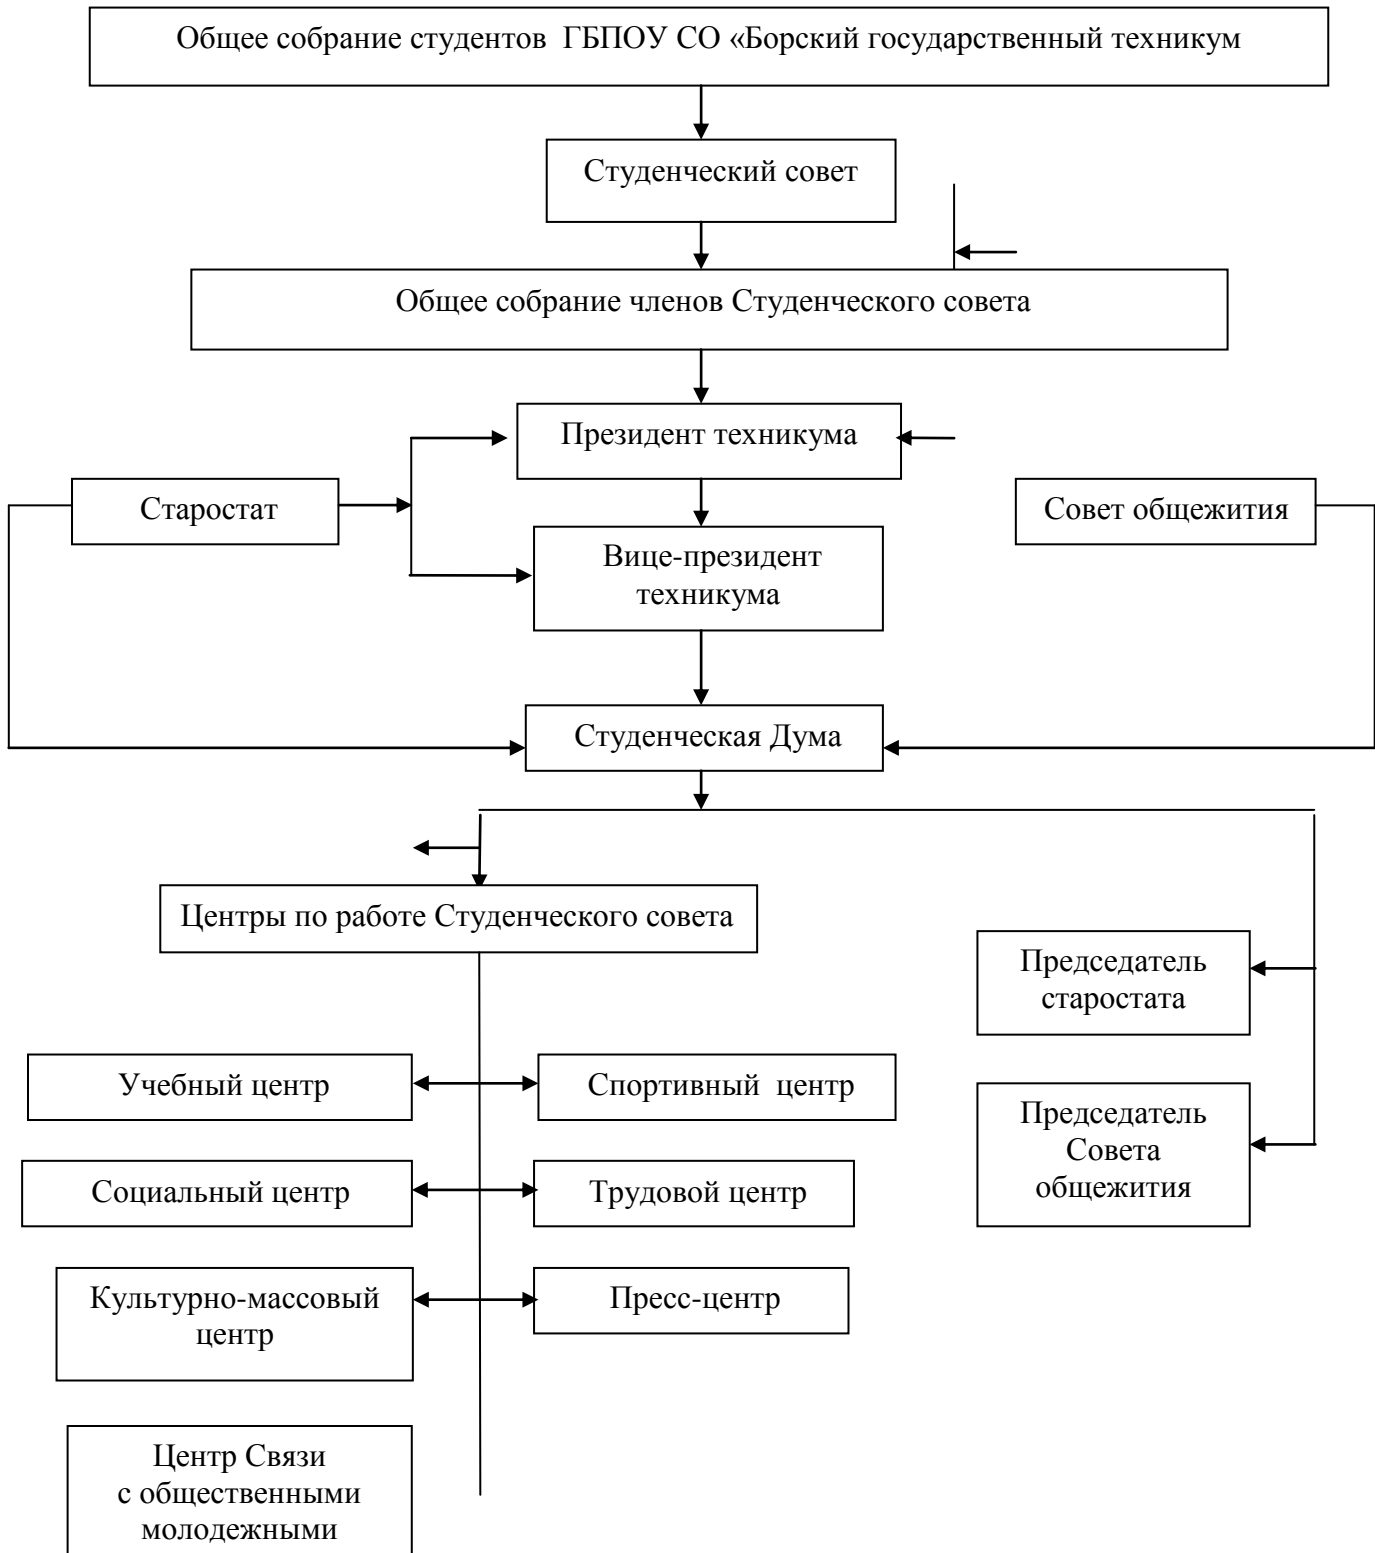 Общее собрание студентов ГБПОУ СО «Борский государственный техникум
Студенческий совет
Общее собрание членов Студенческого совета
Президент техникума
Старостат
Совет общежития
Вице-президент
техникума
Студенческая Дума
Центры по работе Студенческого совета
Председатель
старостата
Учебный центр
Спортивный центр
Председатель
Совета
общежития
Социальный центр
Трудовой центр
Культурно-массовый
центр
Пресс-центр
Центр Связи
с общественными
молодежными